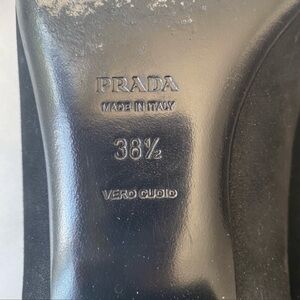 PRADA
MADE IN ITALY
38½
VERO CUOIO